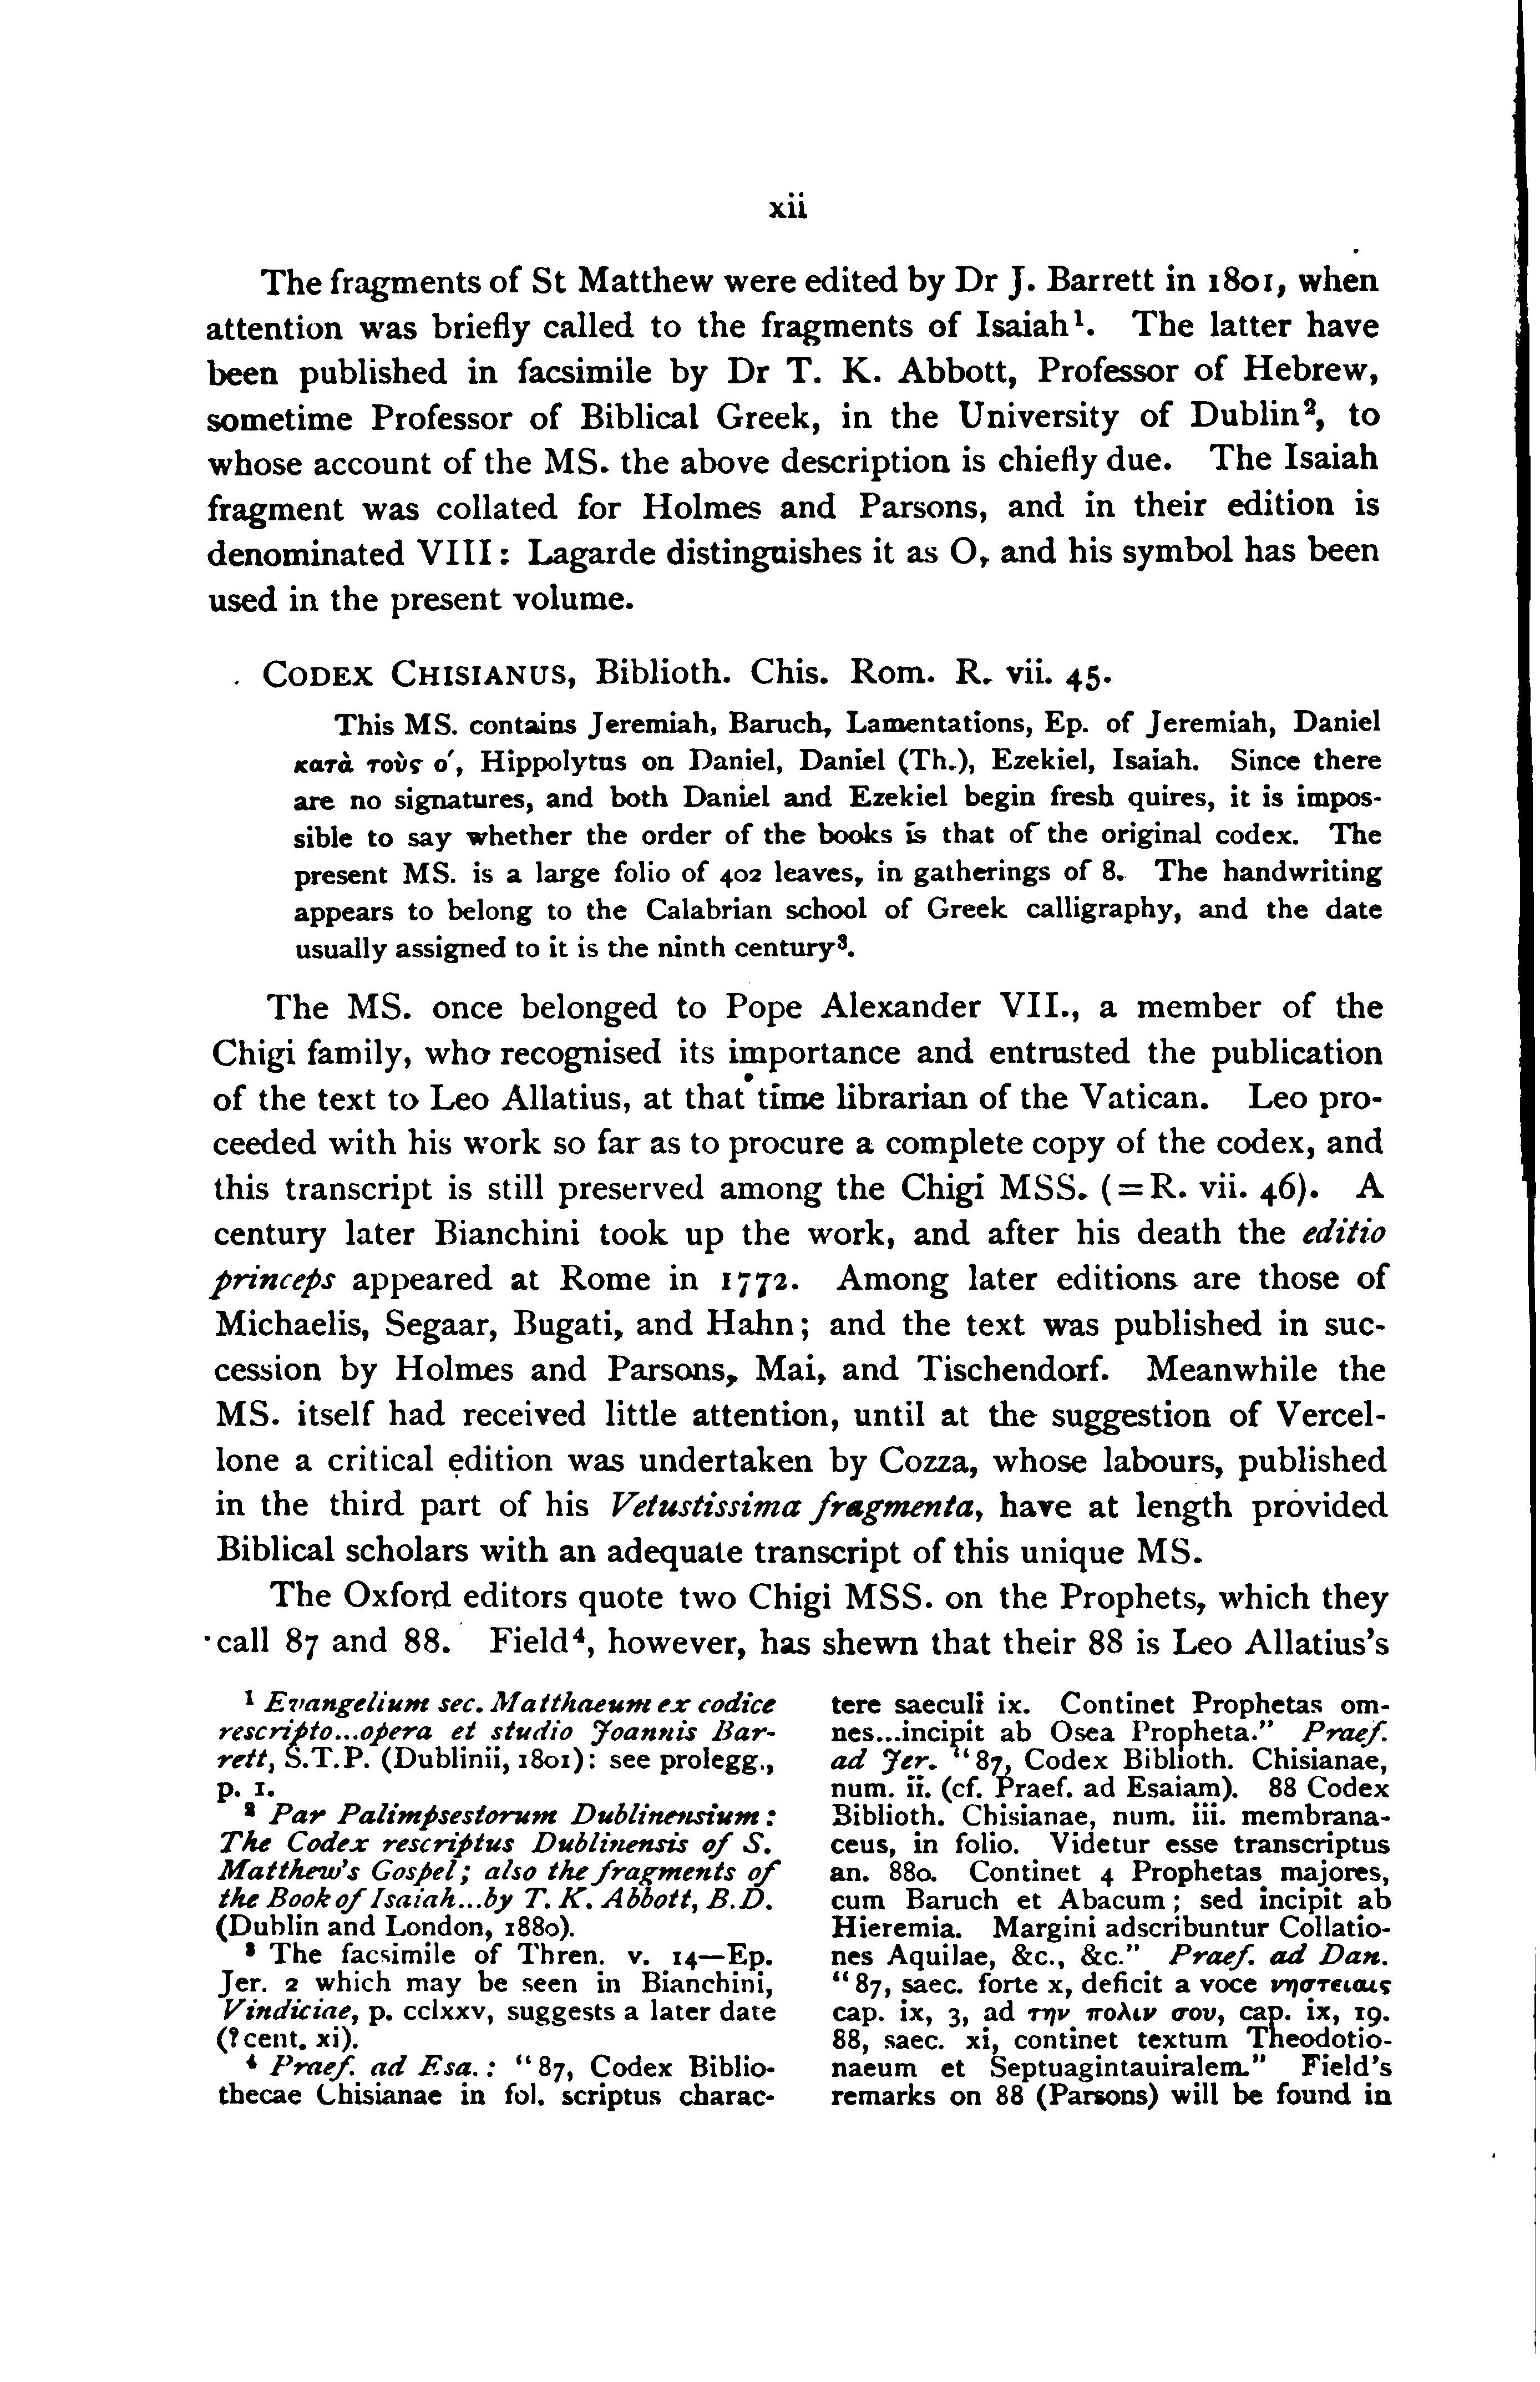 xii
The fragments of St Matthew were edited by Dr J. Barrett in 1801, when
attention was briefly called to the fragments of Isaiah¹. The latter have
been published in facsimile by Dr T. K. Abbott, Professor of Hebrew,
sometime Professor of Biblical Greek, in the University of Dublin², to
whose account of the MS. the above description is chiefly due. The Isaiah
fragment was collated for Holmes and Parsons, and in their edition is
denominated VIII: Lagarde distinguishes it as O, and his symbol has been
used in the present volume.
CODEX CHISIANUS, Biblioth. Chis. Rom. R. vii. 45.
This MS. contains Jeremiah, Baruch, Lamentations, Ep. of Jeremiah, Daniel
κατὰ τοὺς ο´, Hippolytus on Daniel, Daniel (Th.), Ezekiel, Isaiah. Since there
are no signatures, and both Daniel and Ezekiel begin fresh quires, it is impos-
sible to say whether the order of the books is that of the original codex. The
present MS. is a large folio of 402 leaves, in gatherings of 8. The handwriting
appears to belong to the Calabrian school of Greek calligraphy, and the date
usually assigned to it is the ninth century³.
The MS. once belonged to Pope Alexander VII., a member of the
Chigi family, who recognised its importance and entrusted the publication
of the text to Leo Allatius, at that time librarian of the Vatican. Leo pro-
ceeded with his work so far as to procure a complete copy of the codex, and
this transcript is still preserved among the Chigi MSS. (=R. vii. 46). A
century later Bianchini took up the work, and after his death the editio
princeps appeared at Rome in 1772. Among later editions are those of
Michaelis, Segaar, Bugati, and Hahn; and the text was published in suc-
cession by Holmes and Parsons, Mai, and Tischendorf. Meanwhile the
MS. itself had received little attention, until at the suggestion of Vercel-
lone a critical edition was undertaken by Cozza, whose labours, published
in the third part of his Vetustissima fragmenta, have at length provided
Biblical scholars with an adequate transcript of this unique MS.
The Oxford editors quote two Chigi MSS. on the Prophets, which they
call 87 and 88. Field⁴, however, has shewn that their 88 is Leo Allatius's
¹ Evangelium sec. Matthaeum ex codice
rescripto...opera et studio Joannis Bar-
rett, S.T.P. (Dublinii, 1801): see prolegg.,
p. 1.
² Par Palimpsestorum Dublinensium:
The Codex rescriptus Dublinensis of S.
Matthew's Gospel; also the fragments of
the Book of Isaiah...by T. K. Abbott, B.D.
(Dublin and London, 1880).
³ The facsimile of Thren. v. 14—Ep.
Jer. 2 which may be seen in Bianchini,
Vindiciae, p. cclxxv, suggests a later date
(? cent. xi).
⁴ Praef. ad Esa.: "87, Codex Biblio-
thecae Chisianae in fol. scriptus charac-
tere saeculi ix. Continet Prophetas om-
nes...incipit ab Osea Propheta." Praef.
ad Jer. "87, Codex Biblioth. Chisianae,
num. ii. (cf. Praef. ad Esaiam). 88 Codex
Biblioth. Chisianae, num. iii. membrana-
ceus, in folio. Videtur esse transcriptus
an. 880. Continet 4 Prophetas majores,
cum Baruch et Abacum; sed incipit ab
Hieremia. Margini adscribuntur Collatio-
nes Aquilae, &c., &c." Praef. ad Dan.
"87, saec. forte x, deficit a voce νηστειαις
cap. ix, 3, ad την πολιν σου, cap. ix, 19.
88, saec. xi, continet textum Theodotio-
naeum et Septuagintauiralem." Field's
remarks on 88 (Parsons) will be found in